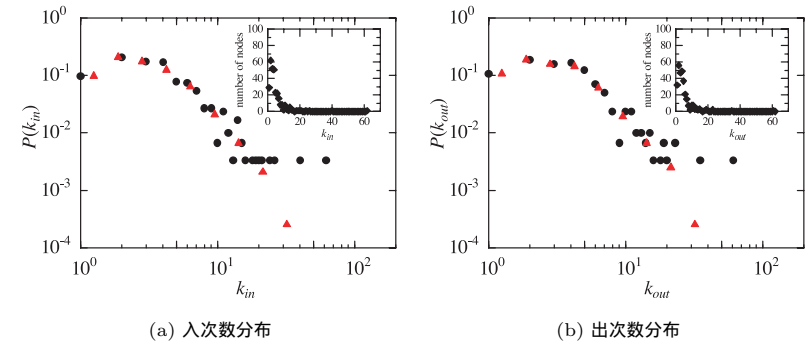 10^0
10^-1
10^-2
10^-3
10^-4
P(k_in)
10^0 10^1 10^2
k_in
number of nodes
100
80
60
40
20
0
0 20 40 60
k_in
(a) 入次数分布
10^0
10^-1
10^-2
10^-3
10^-4
P(k_out)
10^0 10^1 10^2
k_out
number of nodes
100
80
60
40
20
0
0 20 40 60
k_out
(b) 出次数分布